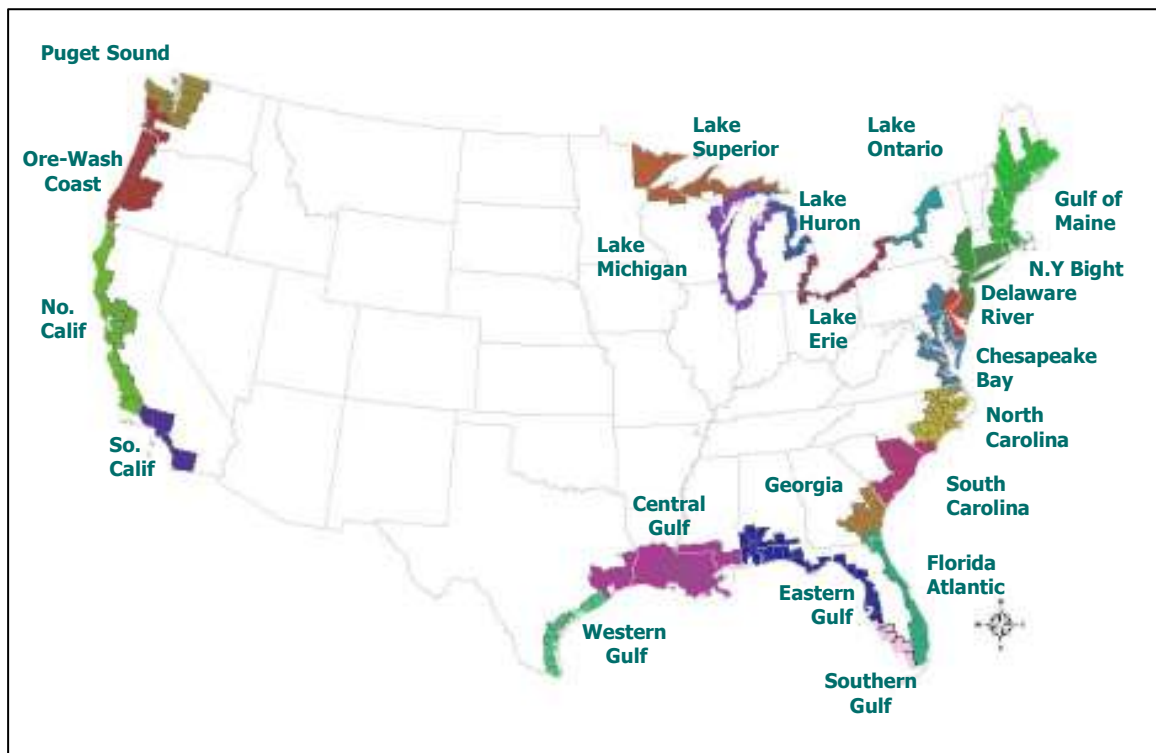 Puget Sound
Ore-Wash
Coast
No.
Calif
So.
Calif
Lake
Superior
Lake
Ontario
Lake
Huron
Lake
Michigan
Lake
Erie
Gulf of
Maine
N.Y Bight
Delaware
River
Chesapeake
Bay
North
Carolina
South
Carolina
Georgia
Central
Gulf
Florida
Atlantic
Eastern
Gulf
Western
Gulf
Southern
Gulf